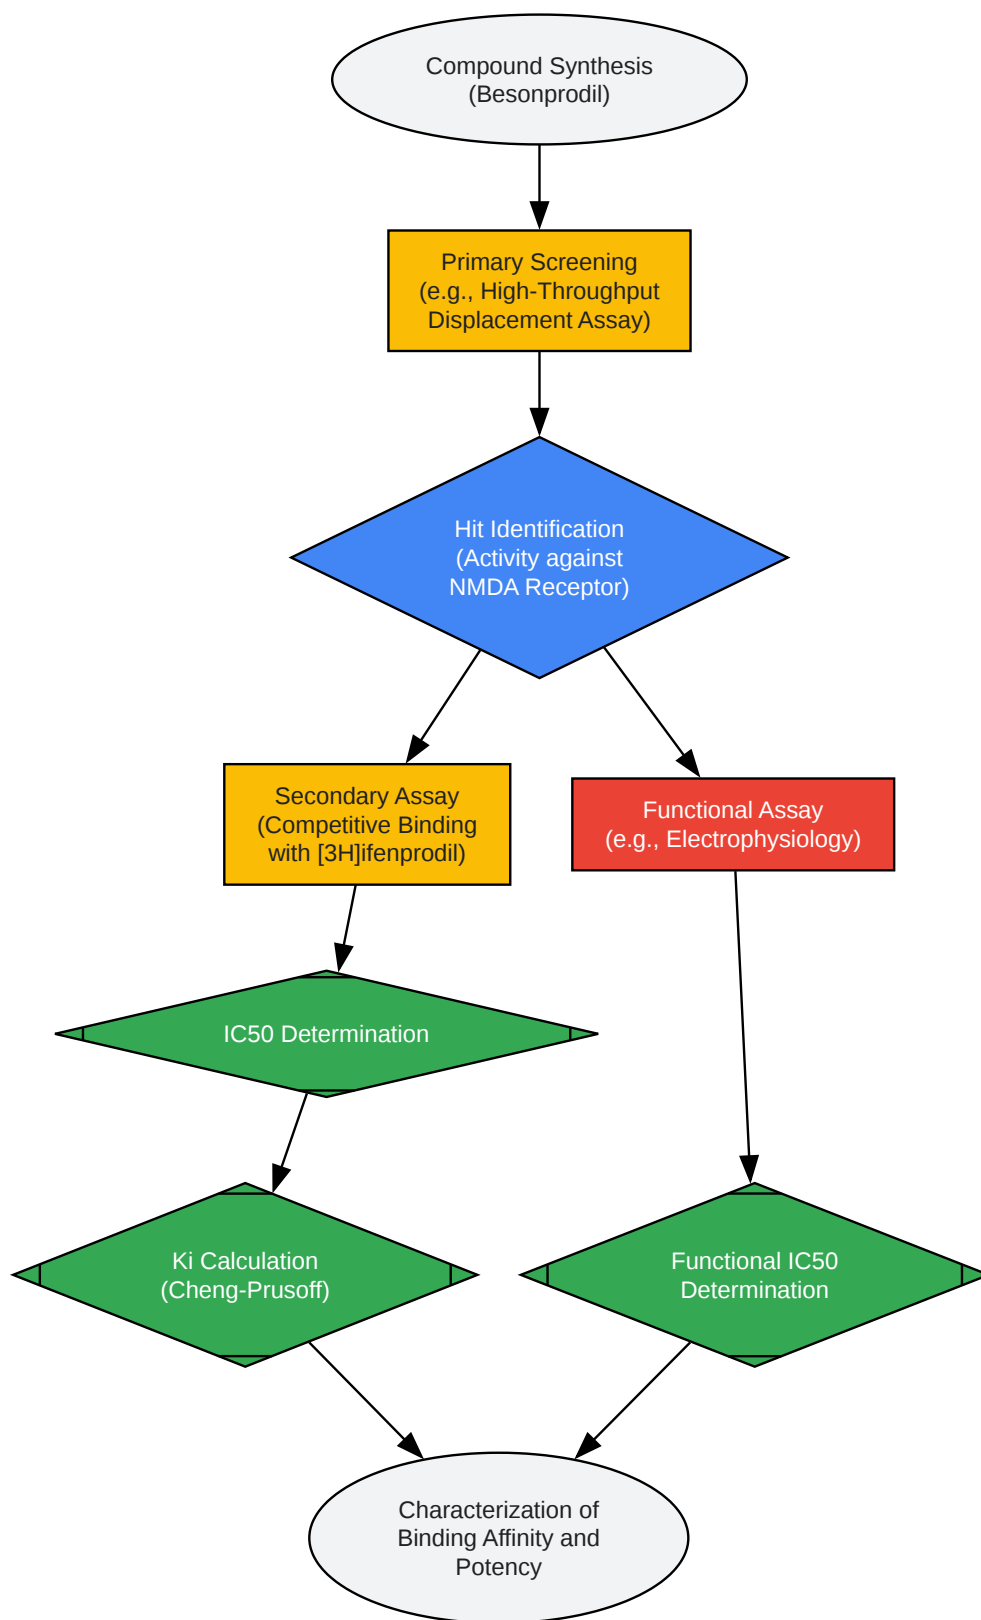 Compound Synthesis
(Besonprodil)
Primary Screening
(e.g., High-Throughput
Displacement Assay)
Hit Identification
(Activity against
NMDA Receptor)
Secondary Assay
(Competitive Binding
with [3H]ifenprodil)
Functional Assay
(e.g., Electrophysiology)
IC50 Determination
Ki Calculation
(Cheng-Prusoff)
Functional IC50
Determination
Characterization of
Binding Affinity and
Potency